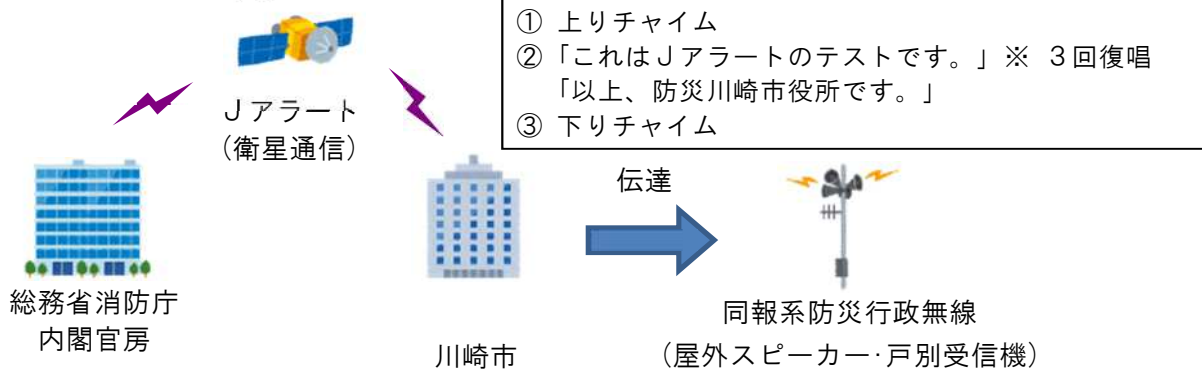 ① 上りチャイム
②「これはＪアラートのテストです。」※ ３回復唱
「以上、防災川崎市役所です。」
③ 下りチャイム
Ｊアラート
（衛星通信）
伝達
総務省消防庁
内閣官房
川崎市
同報系防災行政無線
（屋外スピーカー･戸別受信機）